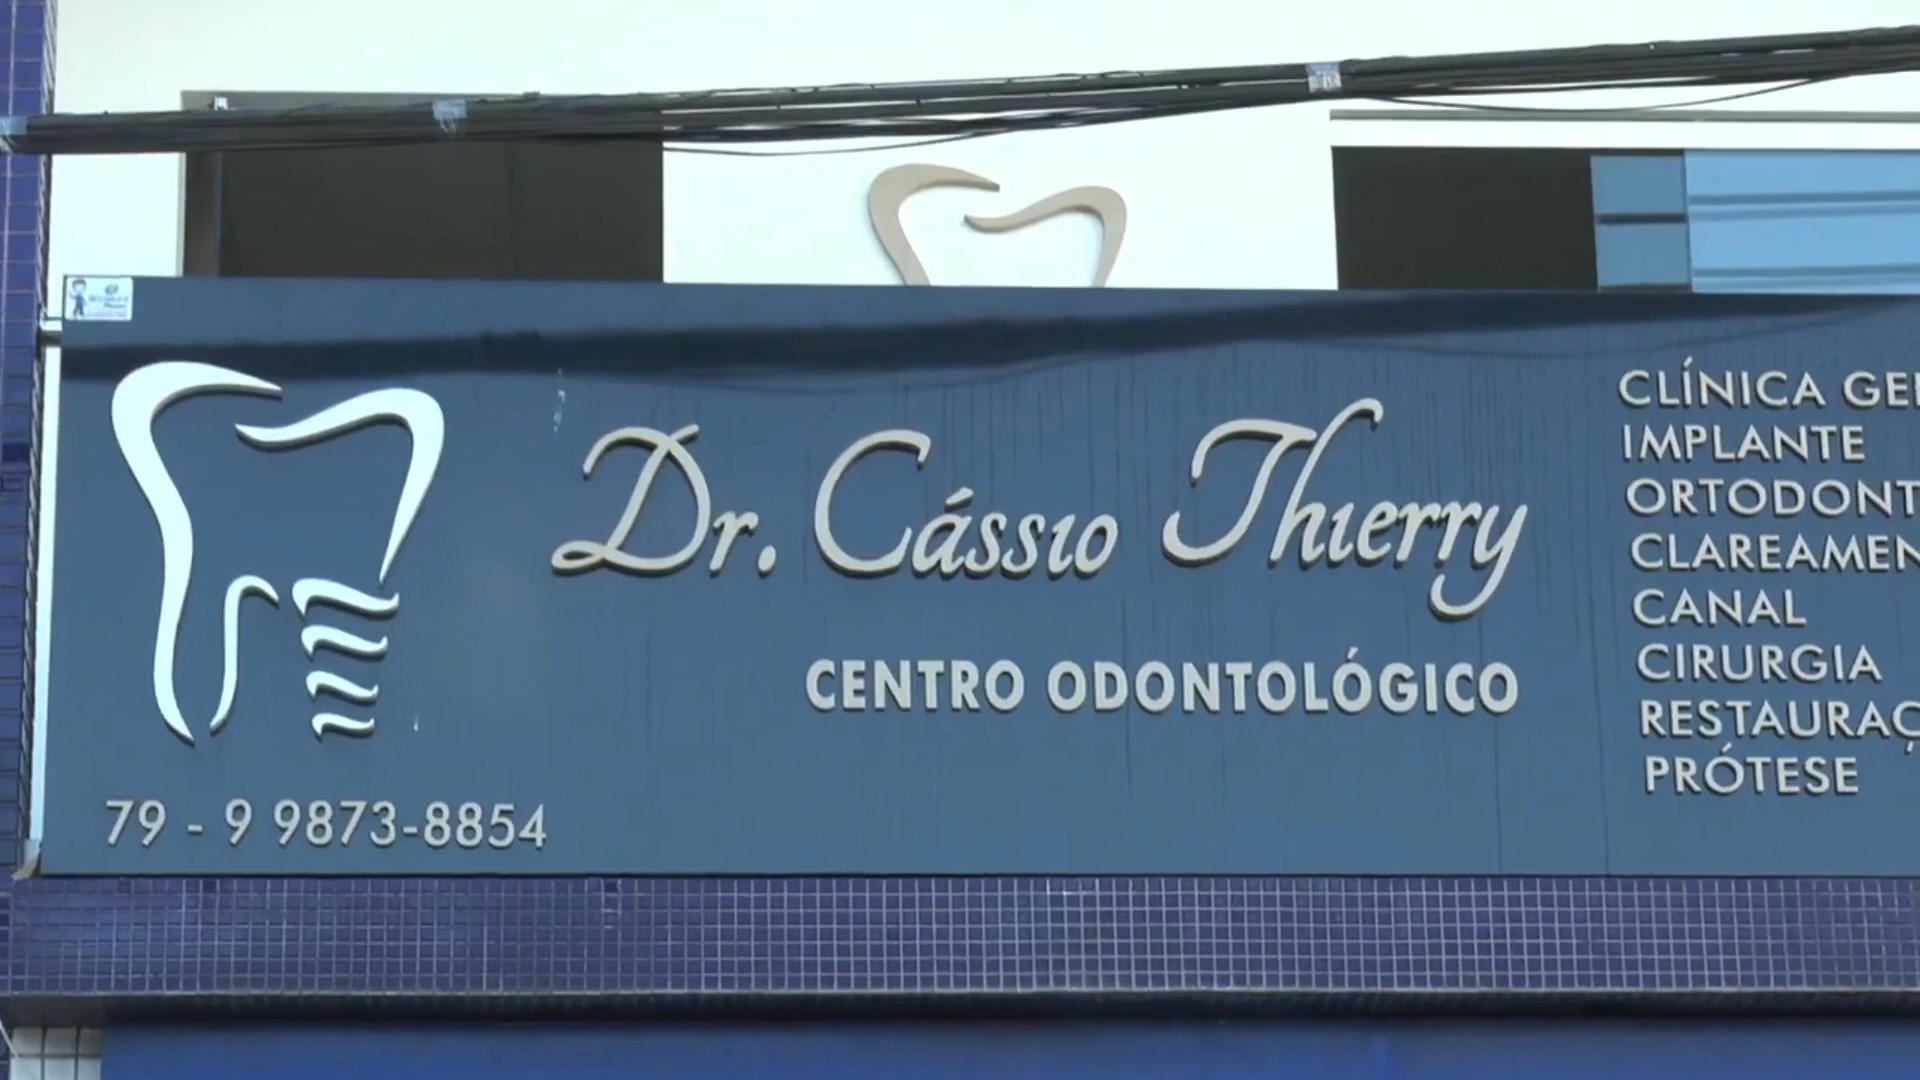 Dr. Cássio Thierry
CENTRO ODONTOLÓGICO
79 - 9 9873-8854
CLÍNICA GE
IMPLANTE
ORTODONT
CLAREAMEN
CANAL
CIRURGIA
RESTAURAÇ
PRÓTESE